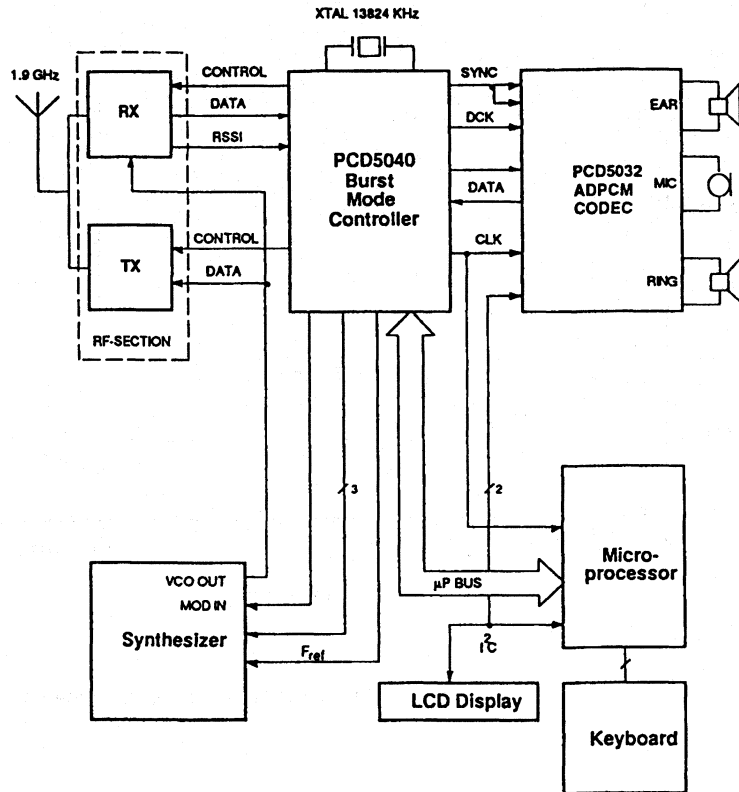 XTAL 13824 KHz
1.9 GHz
RX
CONTROL
DATA
RSSI
TX
CONTROL
DATA
RF-SECTION
PCD5040
Burst
Mode
Controller
SYNC
DCK
DATA
CLK
PCD5032
ADPCM
CODEC
EAR
MIC
RING
3
2
VCO OUT
MOD IN
Synthesizer
Fref
µP BUS
I²C
Micro-
processor
LCD Display
Keyboard